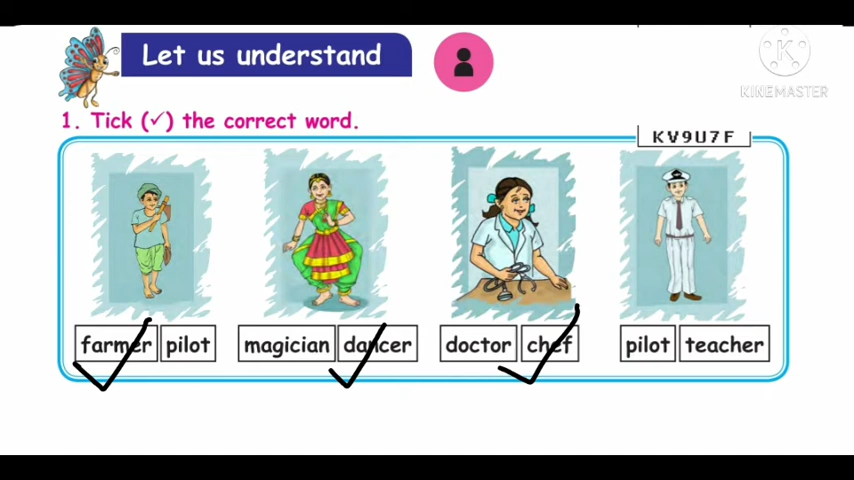 Let us understand
KINEMASTER
1. Tick (✓) the correct word.
KV9U7F
farmer pilot magician dancer doctor chef pilot teacher